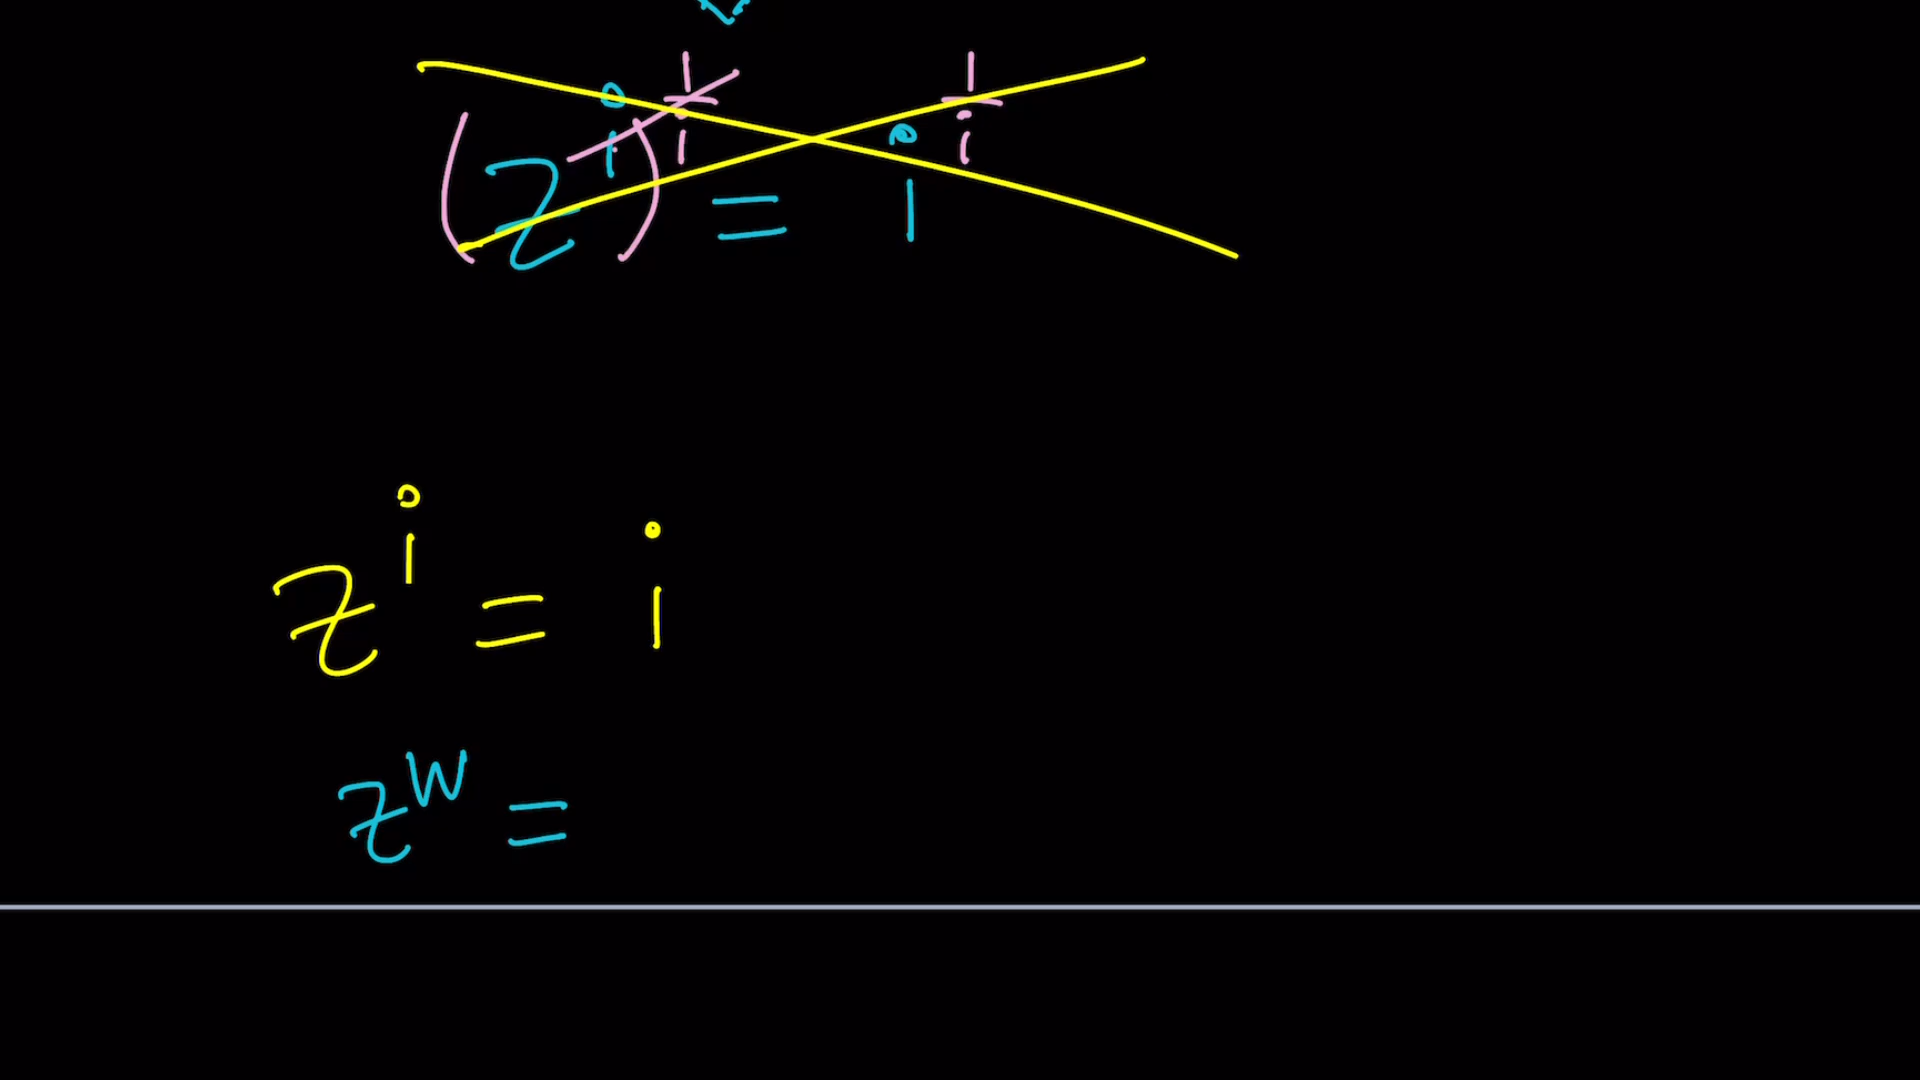 (z^i)^(1/i) = i^(1/i)
z^i = i
z^w =